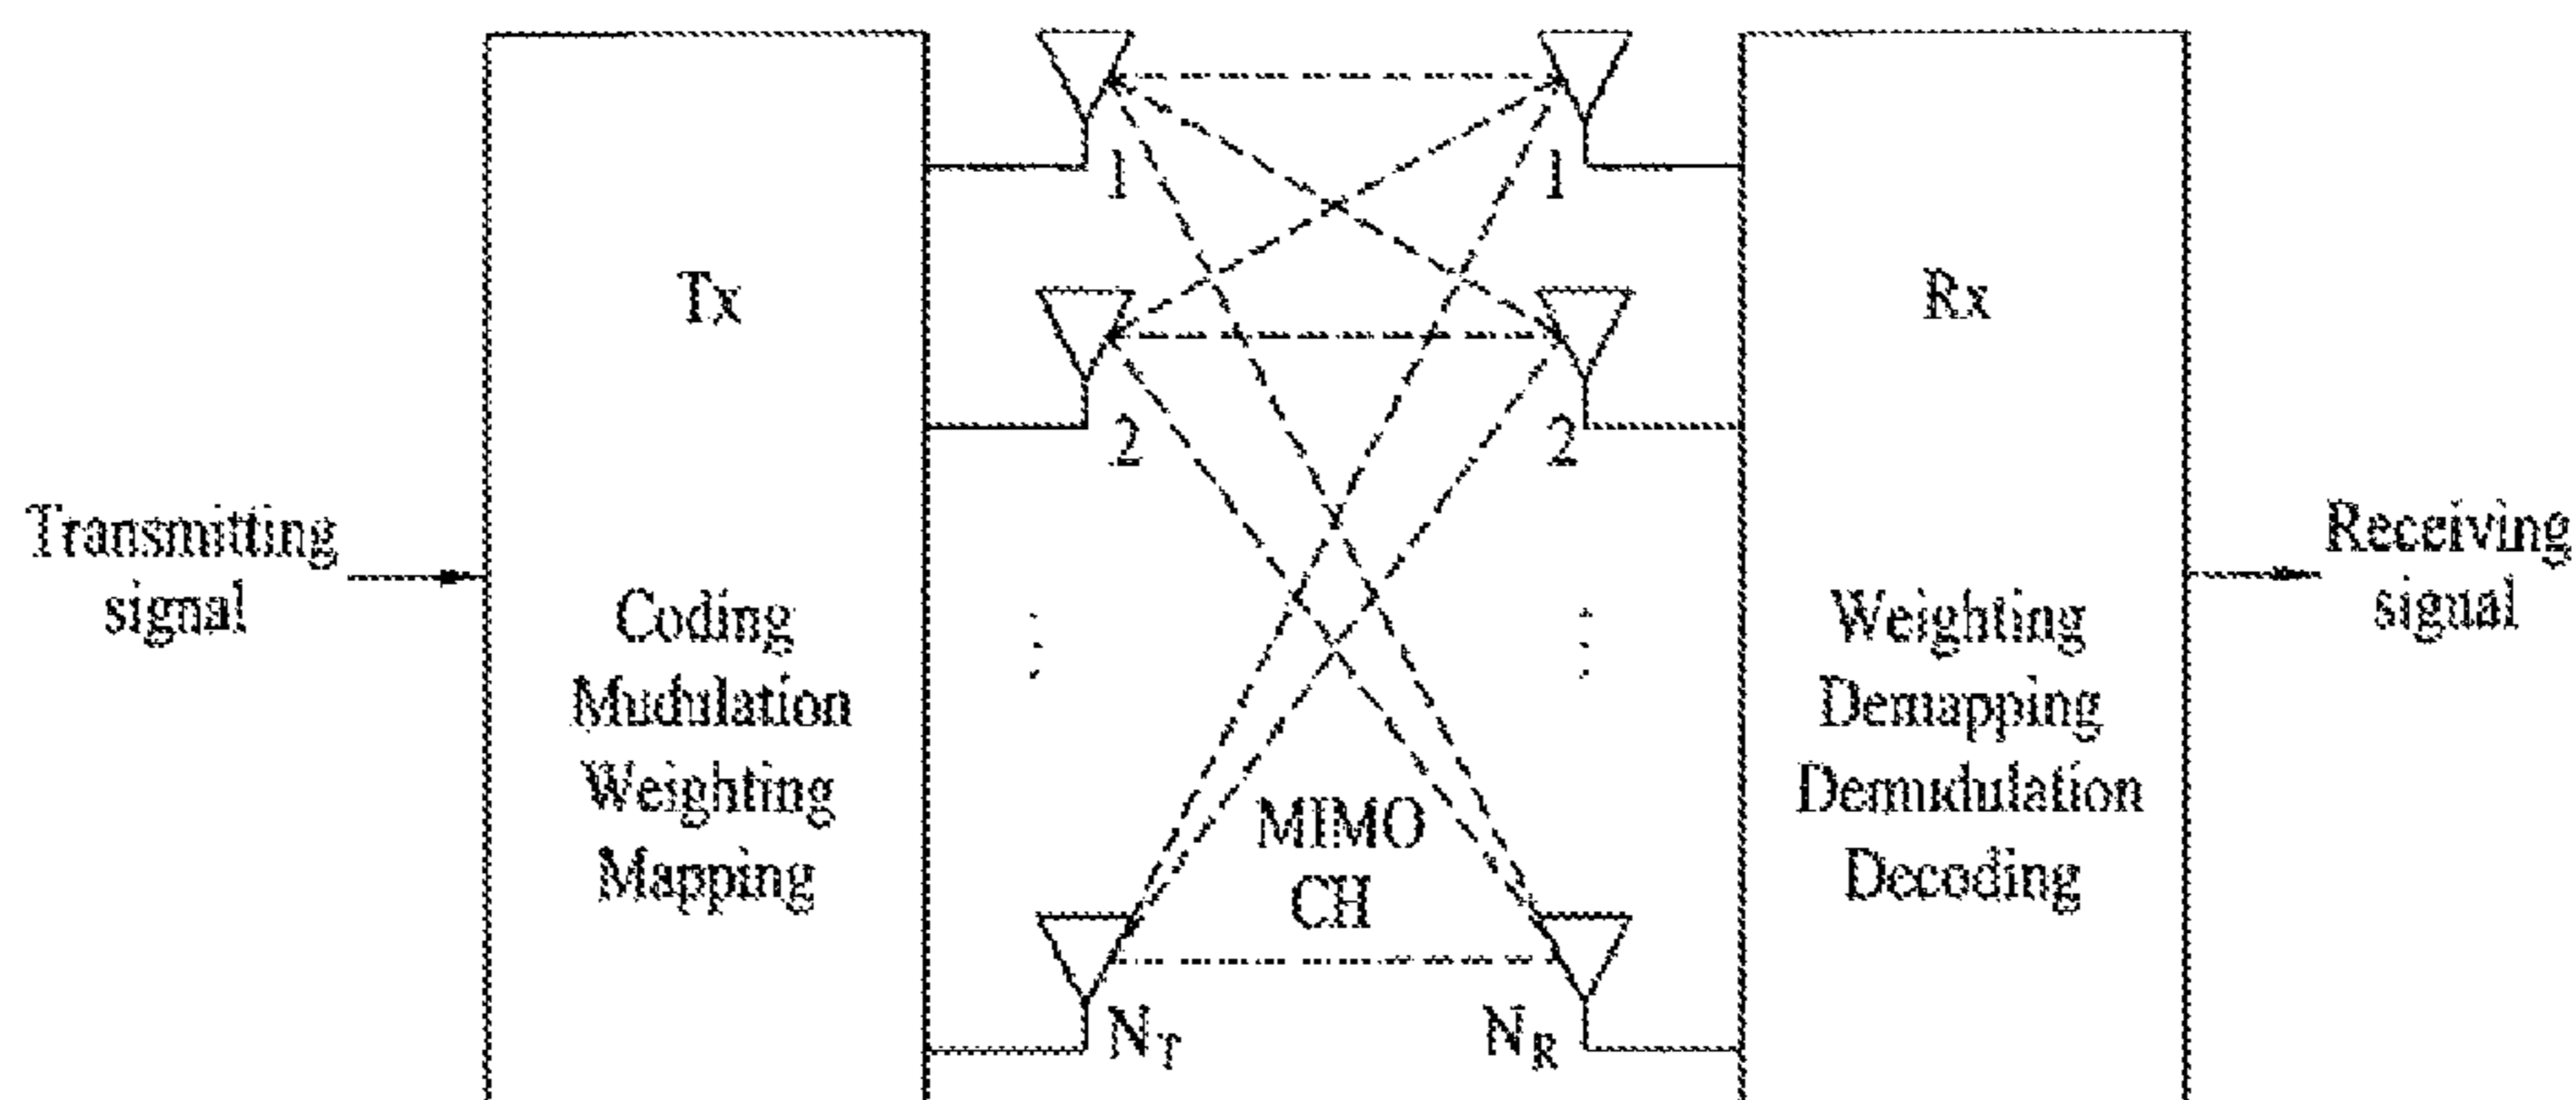 Transmitting
signal
Tx
Coding
Mudulation
Weighting
Mapping
1
2
N_T
MIMO
CH
1
2
N_R
Rx
Weighting
Demapping
Demudulation
Decoding
Receiving
signal